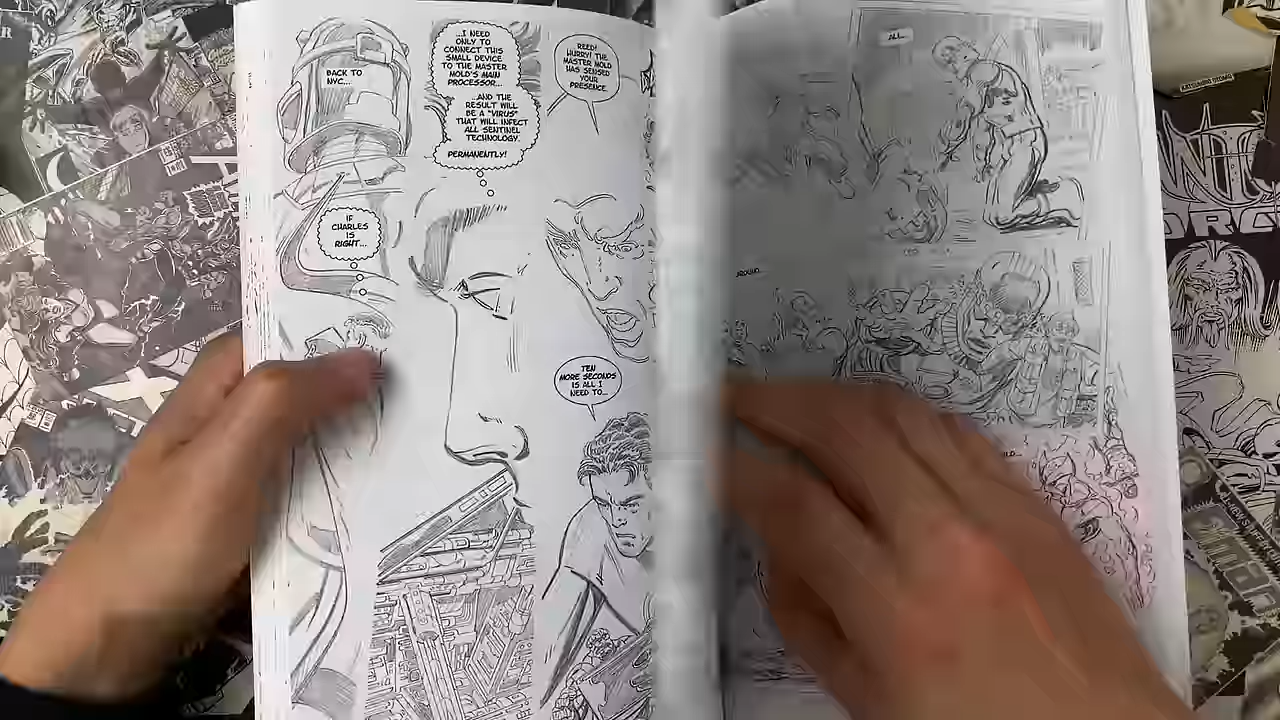 BACK TO
NYC...
...I NEED
ONLY TO
CONNECT THIS
SMALL DEVICE
TO THE MASTER
MOLD'S MAIN
PROCESSOR...
...AND THE
RESULT WILL
BE A "VIRUS"
THAT WILL INFECT
ALL SENTINEL
TECHNOLOGY.
PERMANENTLY!
REED!
HURRY! THE
MASTER MOLD
HAS SENSED
YOUR
PRESENCE.
IF
CHARLES
IS
RIGHT...
TEN
MORE SECONDS
IS ALL I
NEED TO...
ALL...